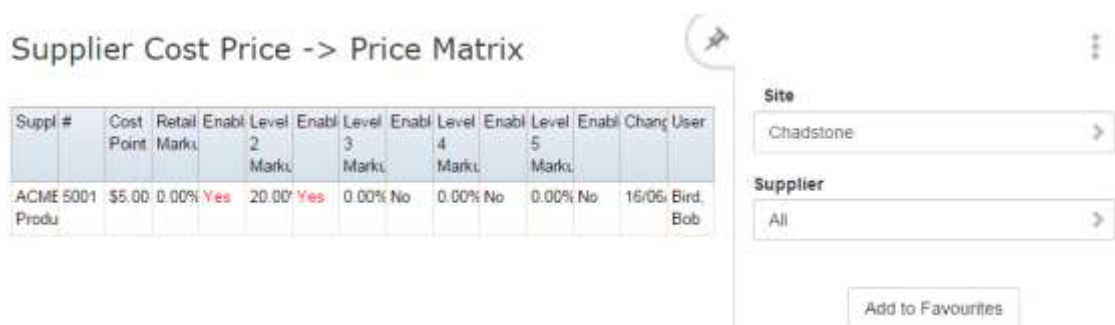 Supplier Cost Price -> Price Matrix
Site
Chadstone
Supplier
All
Add to Favourites
Suppl # Cost Retail Enabl Level Enabl Level Enabl Level Enabl Level Enabl Chang User
Point Marku 2 3 4 5
Marku Marku Marku Marku
ACME 5001 $5.00 0.00% Yes 20.00 Yes 0.00% No 0.00% No 0.00% No 16/06/ Bird,
Produ Bob